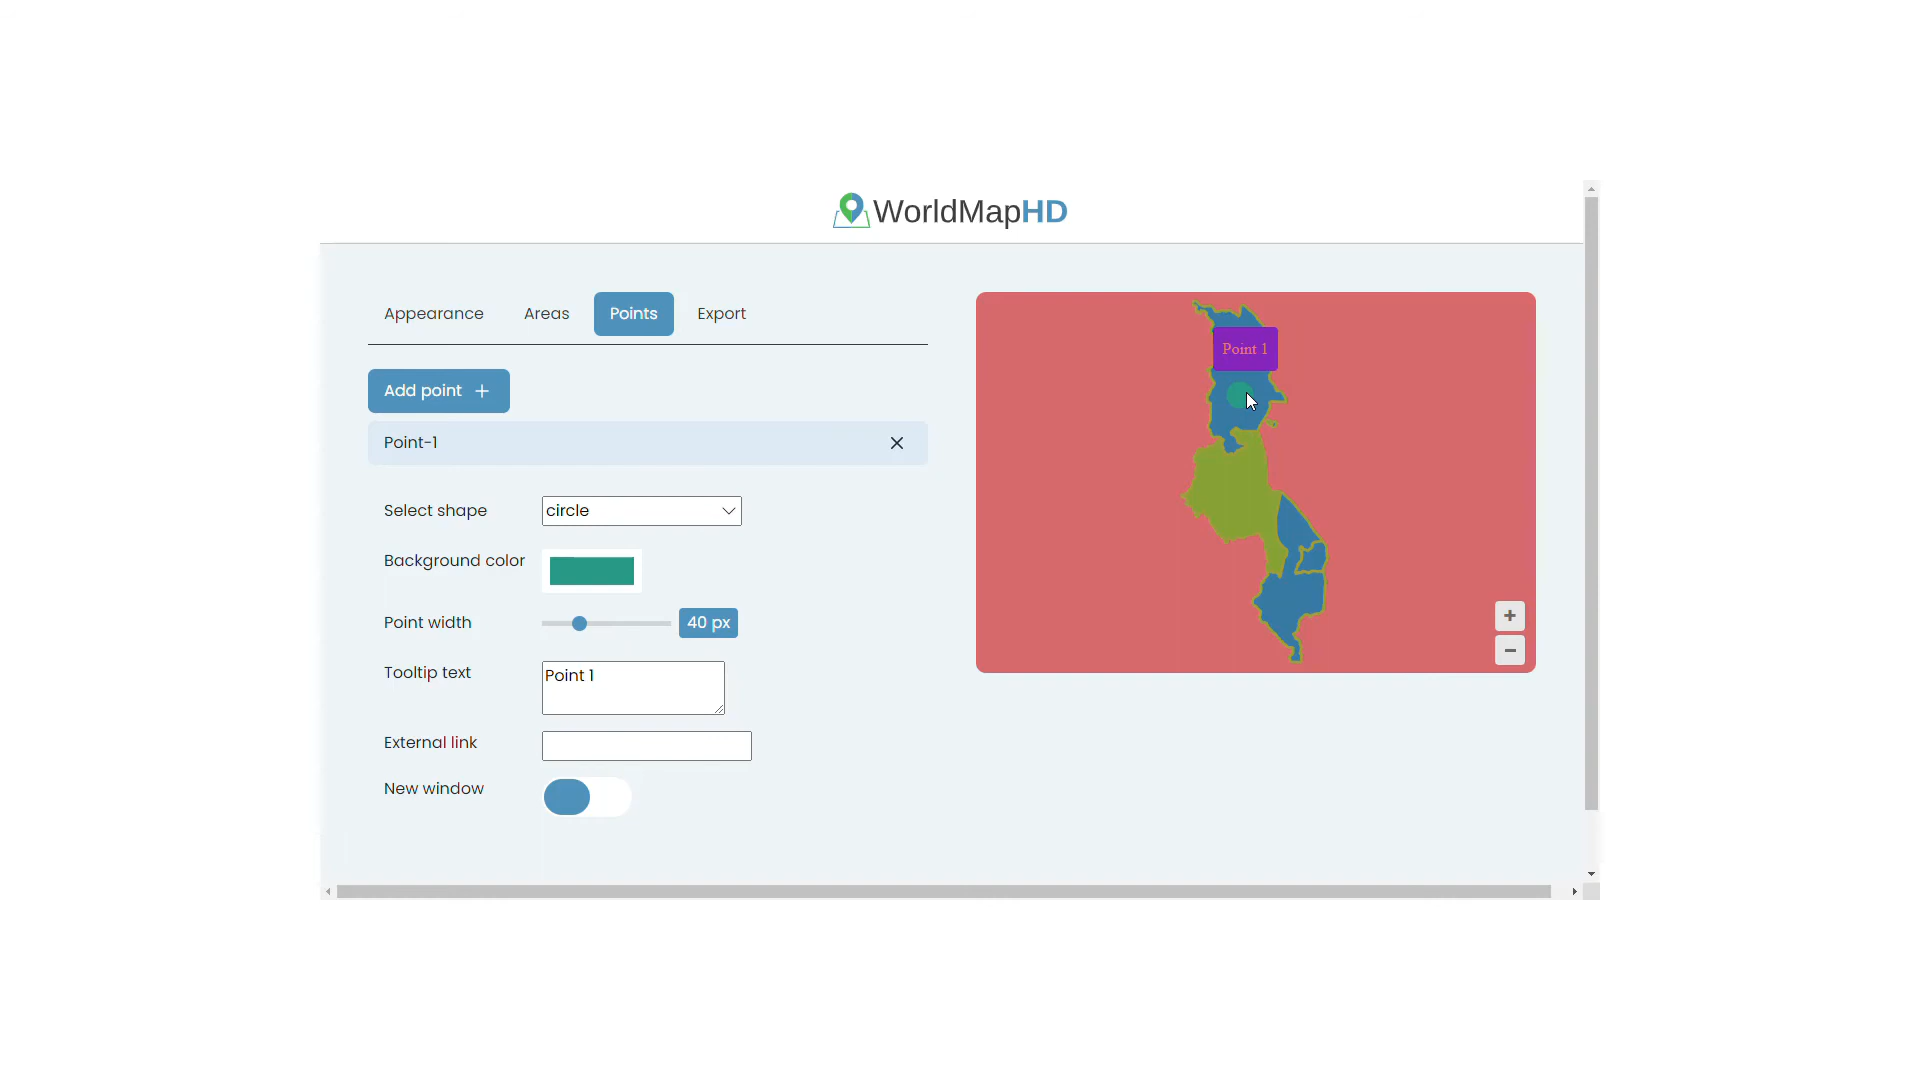 WorldMapHD
Appearance Areas Points Export
Add point +
Point-1
Select shape circle
Background color
Point width 40 px
Tooltip text Point 1
External link
New window
Point 1